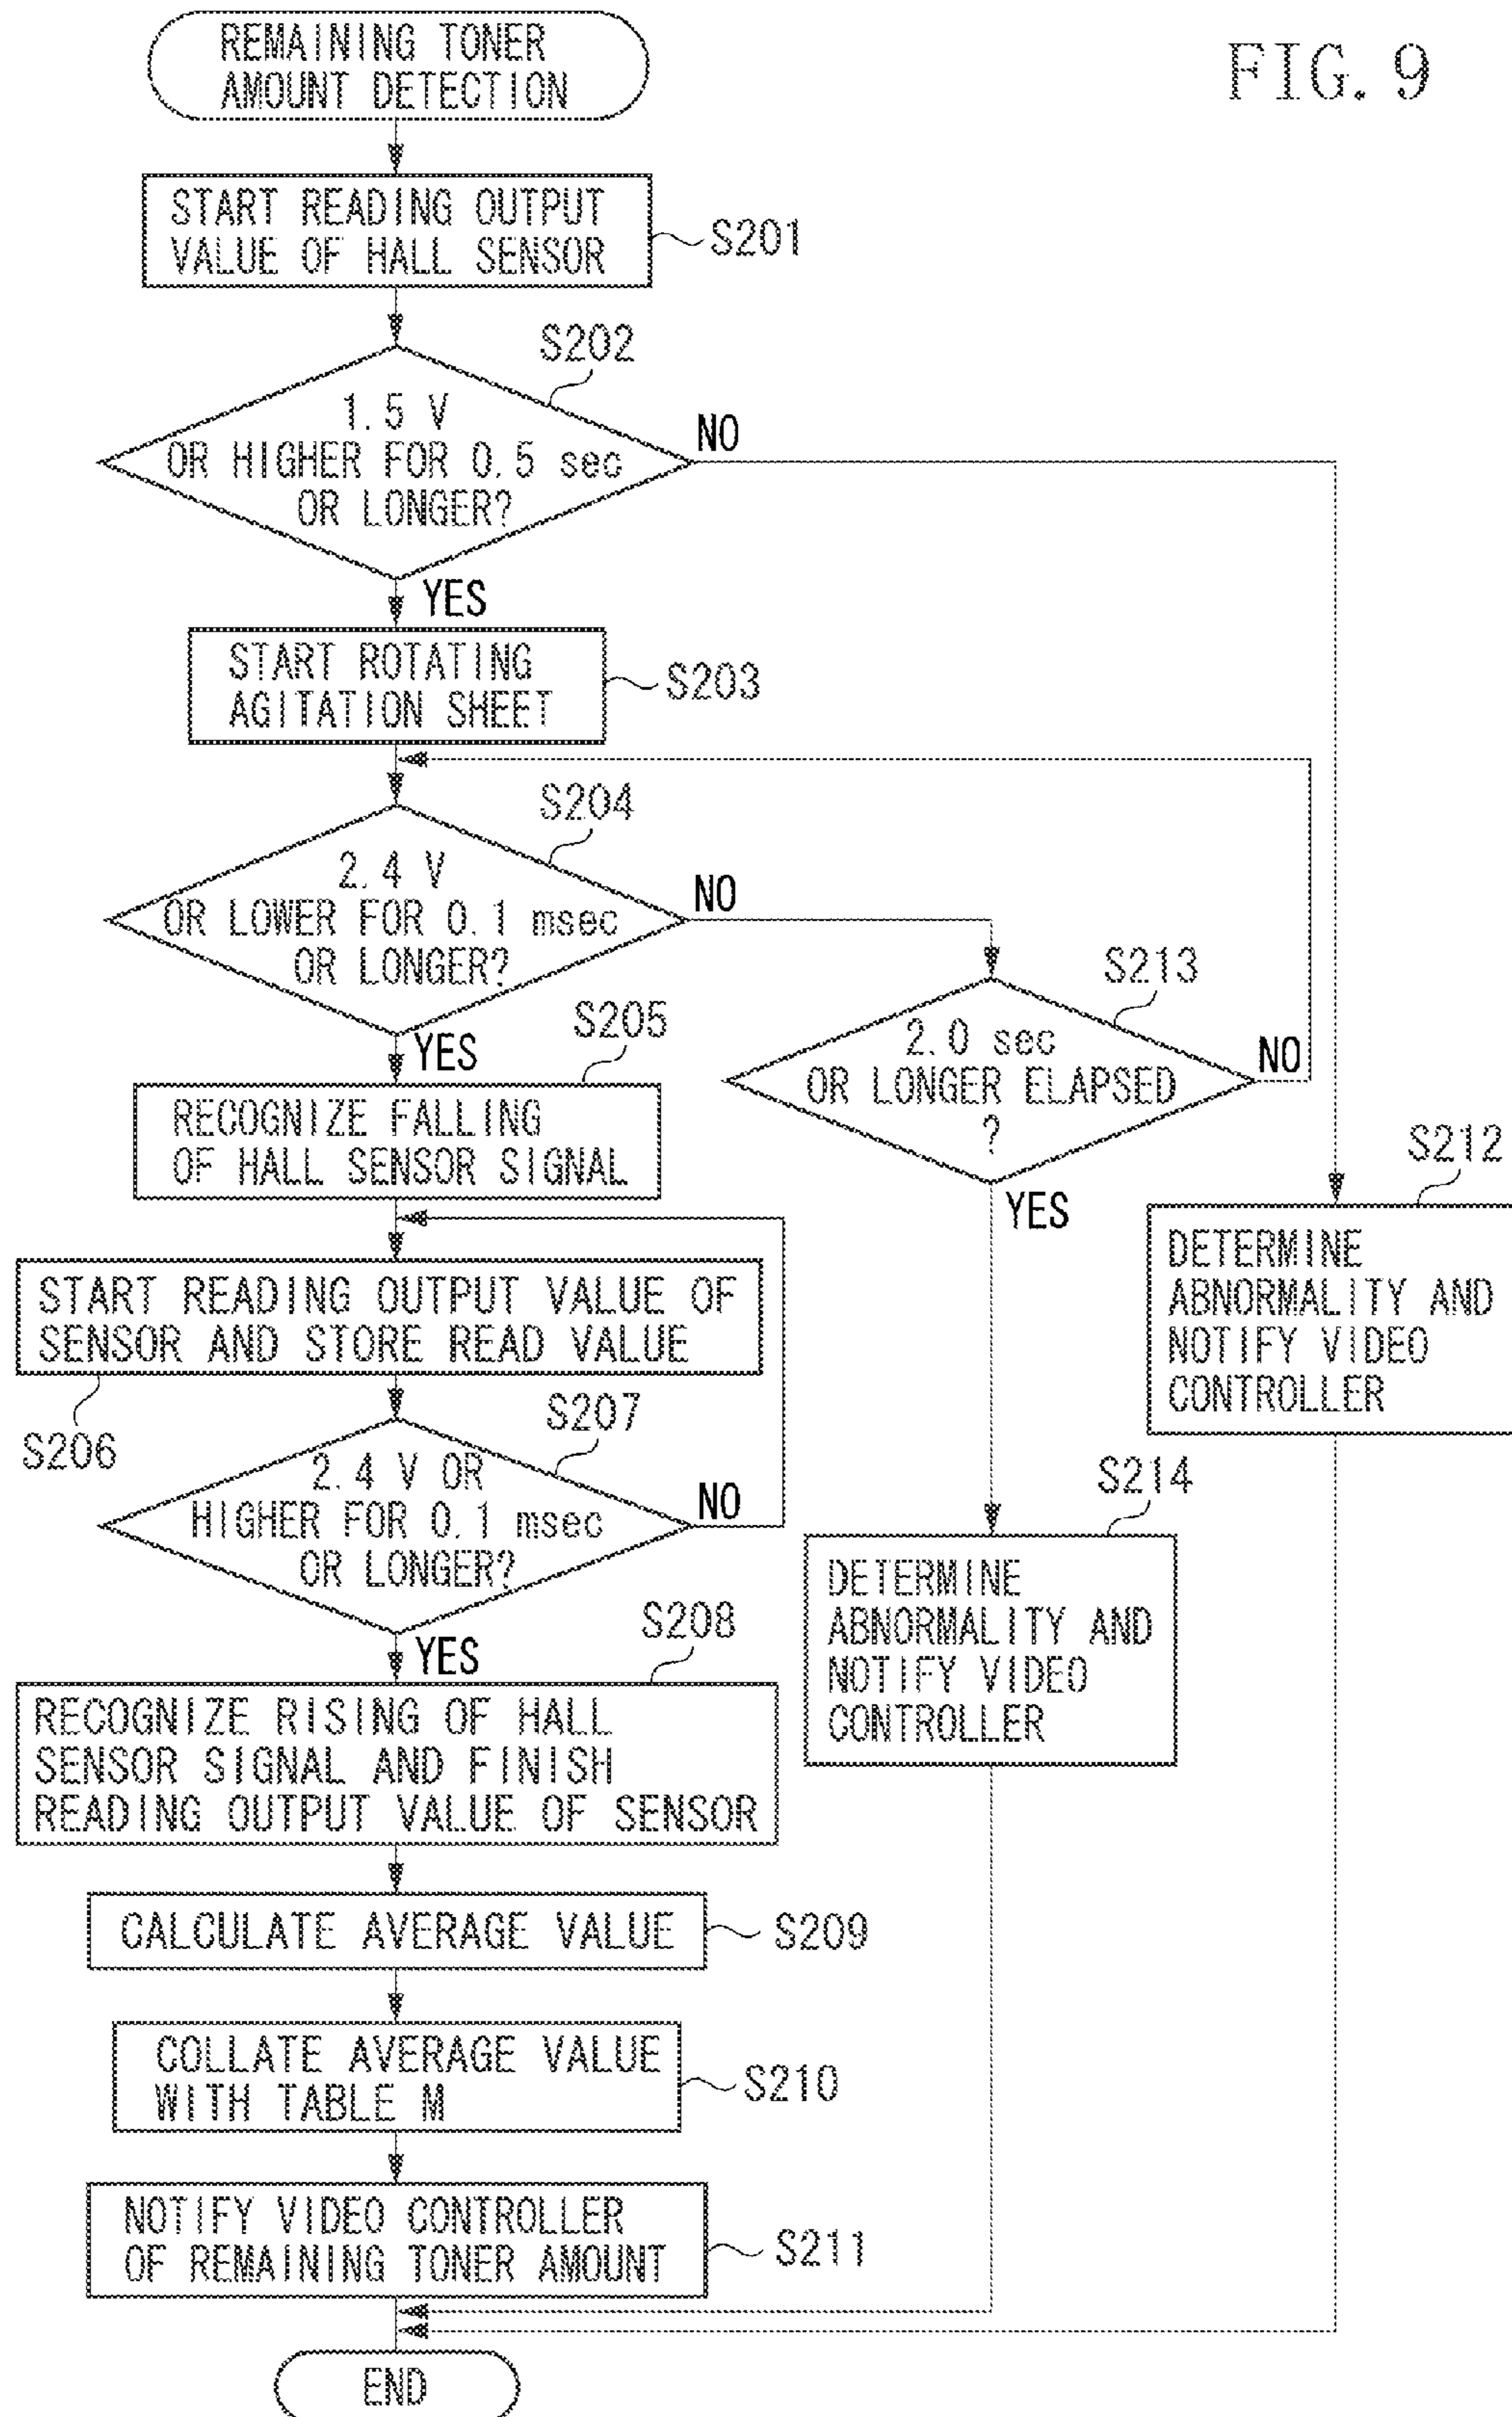 FIG. 9
REMAINING TONER
AMOUNT DETECTION
START READING OUTPUT
VALUE OF HALL SENSOR
S201
S202
1.5 V
OR HIGHER FOR 0.5 sec
OR LONGER?
NO
YES
START ROTATING
AGITATION SHEET
S203
S204
2.4 V
OR LOWER FOR 0.1 msec
OR LONGER?
NO
YES
S213
2.0 sec
OR LONGER ELAPSED
?
NO
YES
S205
RECOGNIZE FALLING
OF HALL SENSOR SIGNAL
S212
DETERMINE
ABNORMALITY AND
NOTIFY VIDEO
CONTROLLER
START READING OUTPUT VALUE OF
SENSOR AND STORE READ VALUE
S206
S207
2.4 V OR
HIGHER FOR 0.1 msec
OR LONGER?
NO
YES
S214
DETERMINE
ABNORMALITY AND
NOTIFY VIDEO
CONTROLLER
S208
RECOGNIZE RISING OF HALL
SENSOR SIGNAL AND FINISH
READING OUTPUT VALUE OF SENSOR
CALCULATE AVERAGE VALUE
S209
COLLATE AVERAGE VALUE
WITH TABLE M
S210
NOTIFY VIDEO CONTROLLER
OF REMAINING TONER AMOUNT
S211
END